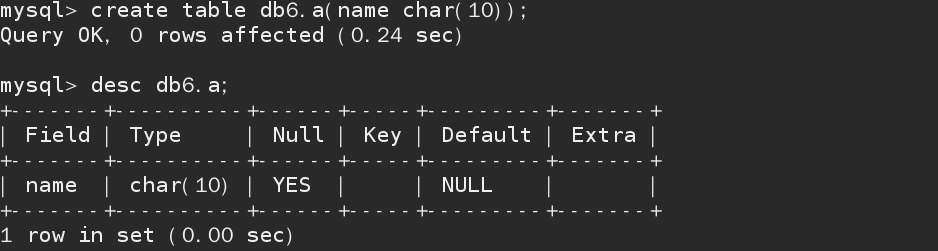 mysql> create table db6.a(name char(10));
Query OK, 0 rows affected (0.24 sec)
mysql> desc db6.a;
+-------+----------+------+-----+---------+-------+
| Field | Type     | Null | Key | Default | Extra |
+-------+----------+------+-----+---------+-------+
| name  | char(10) | YES  |     | NULL    |       |
+-------+----------+------+-----+---------+-------+
1 row in set (0.00 sec)